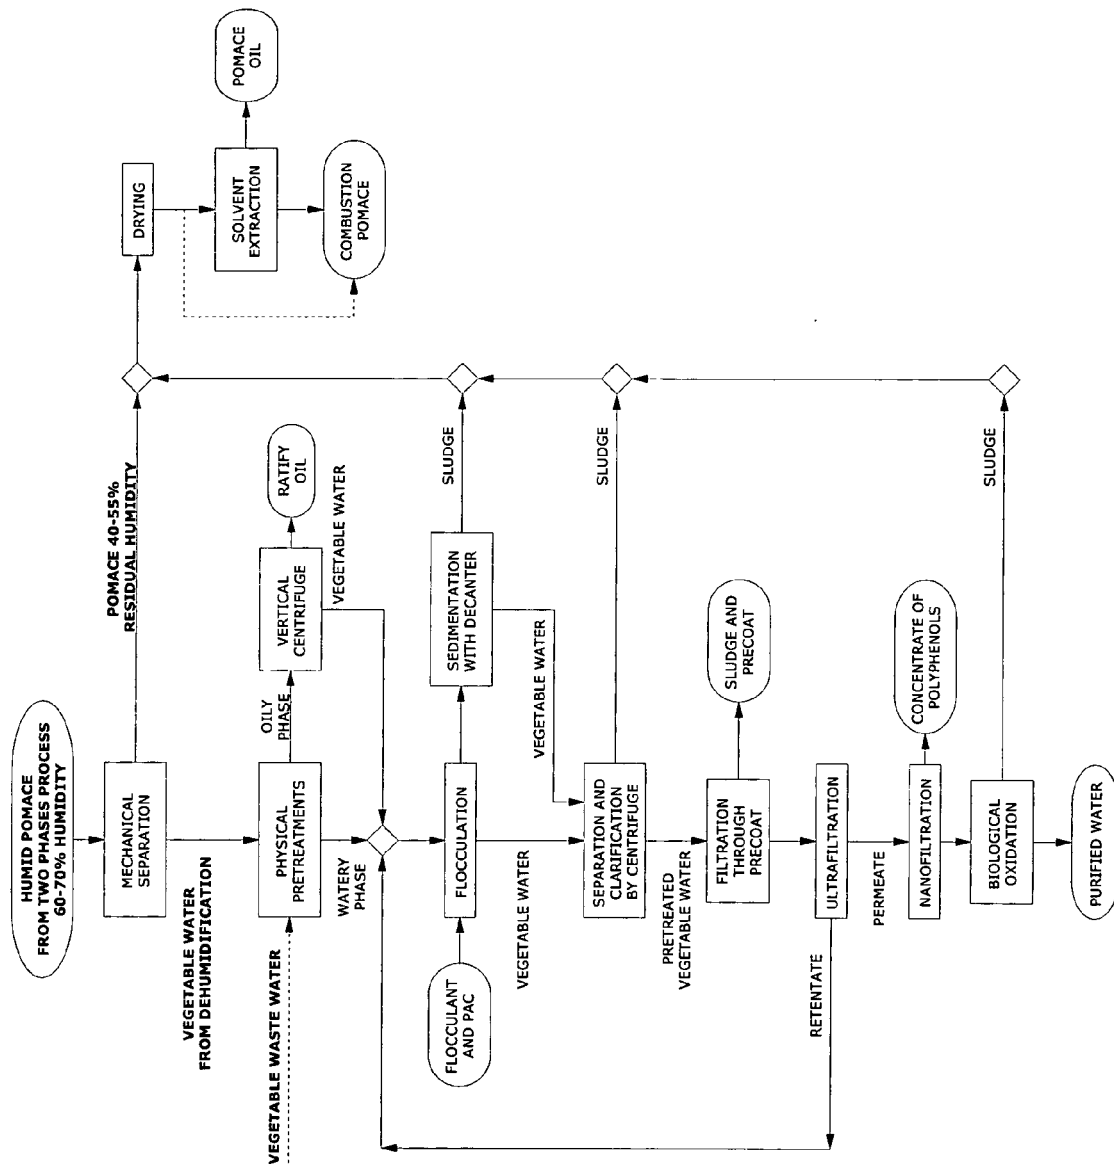 HUMID POMACE
FROM TWO PHASES PROCESS
60-70% HUMIDITY
MECHANICAL
SEPARATION
POMACE 40-55%
RESIDUAL HUMIDITY
DRYING
SOLVENT
EXTRACTION
POMACE
OIL
COMBUSTION
POMACE
VEGETABLE WATER
FROM DEHUMIDIFICATION
VEGETABLE WASTE WATER
PHYSICAL
PRETREATMENTS
OILY
PHASE
VERTICAL
CENTRIFUGE
RATIFY
OIL
VEGETABLE WATER
WATERY
PHASE
FLOCCULANT
AND PAC
FLOCCULATION
SEDIMENTATION
WITH DECANTER
SLUDGE
VEGETABLE WATER
VEGETABLE WATER
SEPARATION AND
CLARIFICATION
BY CENTRIFUGE
SLUDGE
PRETREATED
VEGETABLE WATER
FILTRATION
THROUGH
PRECOAT
SLUDGE AND
PRECOAT
ULTRAFILTRATION
RETENTATE
PERMEATE
NANOFILTRATION
CONCENTRATE OF
POLYPHENOLS
BIOLOGICAL
OXIDATION
SLUDGE
PURIFIED WATER